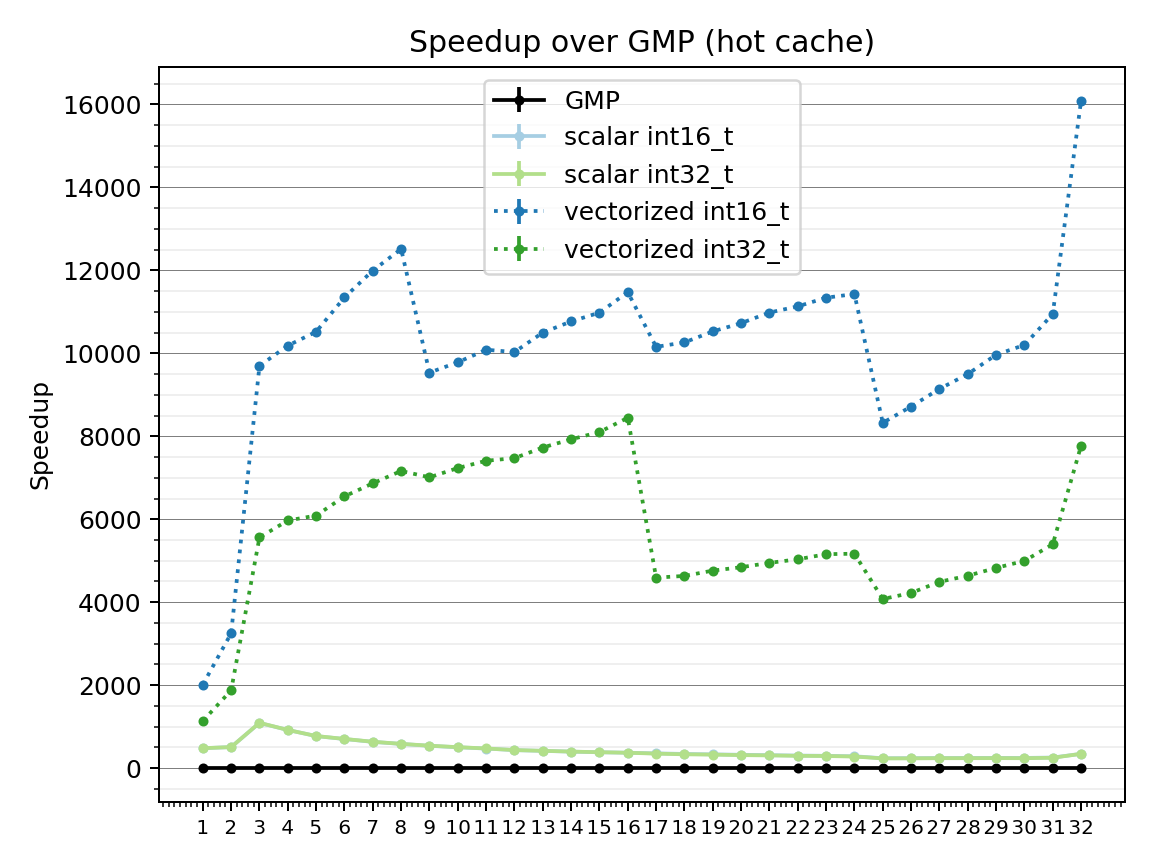 Speedup over GMP (hot cache)
GMP
scalar int16_t
scalar int32_t
vectorized int16_t
vectorized int32_t
Speedup
16000
14000
12000
10000
8000
6000
4000
2000
0
1 2 3 4 5 6 7 8 9 10 11 12 13 14 15 16 17 18 19 20 21 22 23 24 25 26 27 28 29 30 31 32